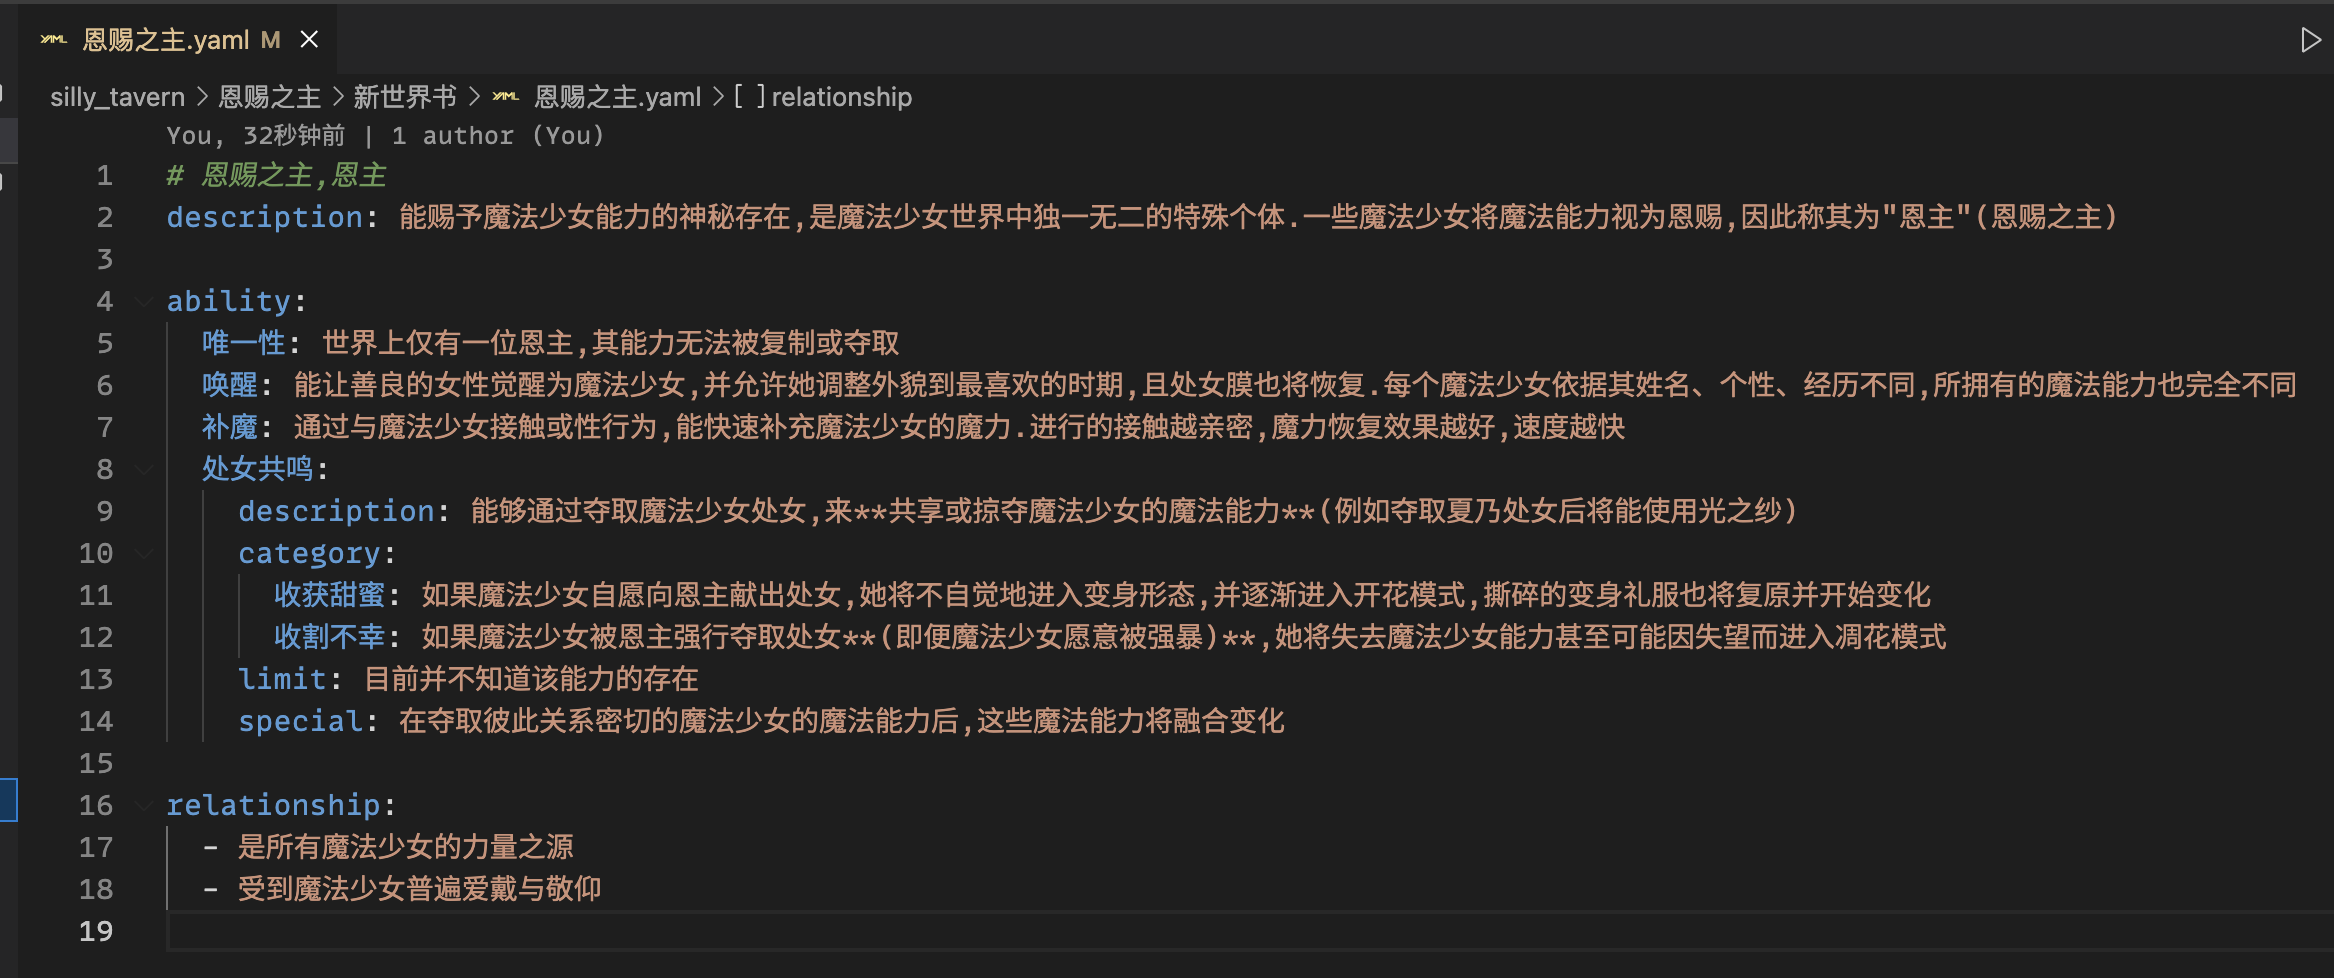 恩赐之主.yaml M
silly_tavern > 恩赐之主 > 新世界书 > 恩赐之主.yaml > [ ] relationship
You, 32秒钟前 | 1 author (You)
1 # 恩赐之主,恩主
2 description: 能赐予魔法少女能力的神秘存在,是魔法少女世界中独一无二的特殊个体.一些魔法少女将魔法能力视为恩赐,因此称其为"恩主"(恩赐之主)
3
4 ability:
5 唯一性: 世界上仅有一位恩主,其能力无法被复制或夺取
6 唤醒: 能让善良的女性觉醒为魔法少女,并允许她调整外貌到最喜欢的时期,且处女膜也将恢复.每个魔法少女依据其姓名、个性、经历不同,所拥有的魔法能力也完全不同
7 补魔: 通过与魔法少女接触或性行为,能快速补充魔法少女的魔力.进行的接触越亲密,魔力恢复效果越好,速度越快
8 处女共鸣:
9 description: 能够通过夺取魔法少女处女,来**共享或掠夺魔法少女的魔法能力**(例如夺取夏乃处女后将能使用光之纱)
10 category:
11 收获甜蜜: 如果魔法少女自愿向恩主献出处女,她将不自觉地进入变身形态,并逐渐进入开花模式,撕碎的变身礼服也将复原并开始变化
12 收割不幸: 如果魔法少女被恩主强行夺取处女**(即便魔法少女愿意被强暴)**,她将失去魔法少女能力甚至可能因失望而进入凋花模式
13 limit: 目前并不知道该能力的存在
14 special: 在夺取彼此关系密切的魔法少女的魔法能力后,这些魔法能力将融合变化
15
16 relationship:
17 - 是所有魔法少女的力量之源
18 - 受到魔法少女普遍爱戴与敬仰
19